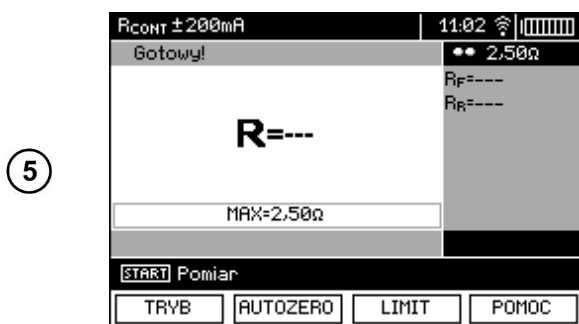 RCONT ±200mA 11:02
Gotowy! 2,50Ω
RF=---
RR=---
R=---
5
MAX=2,50Ω
START Pomiar
TRYB AUTOZERO LIMIT POMOC